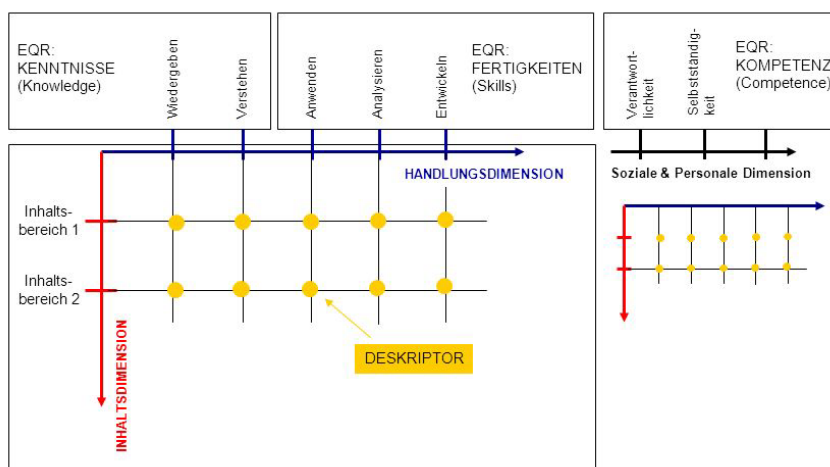 EQR:
KENNTNISSE
(Knowledge)
Wiedergeben
Verstehen
Anwenden
Analysieren
Entwickeln
EQR:
FERTIGKEITEN
(Skills)
Verantwort-
lichkeit
Selbstständig-
keit
EQR:
KOMPETENZ
(Competence)
HANDLUNGSDIMENSION
Soziale & Personale Dimension
Inhalts-
bereich 1
Inhalts-
bereich 2
DESKRIPTOR
INHALTSDIMENSION